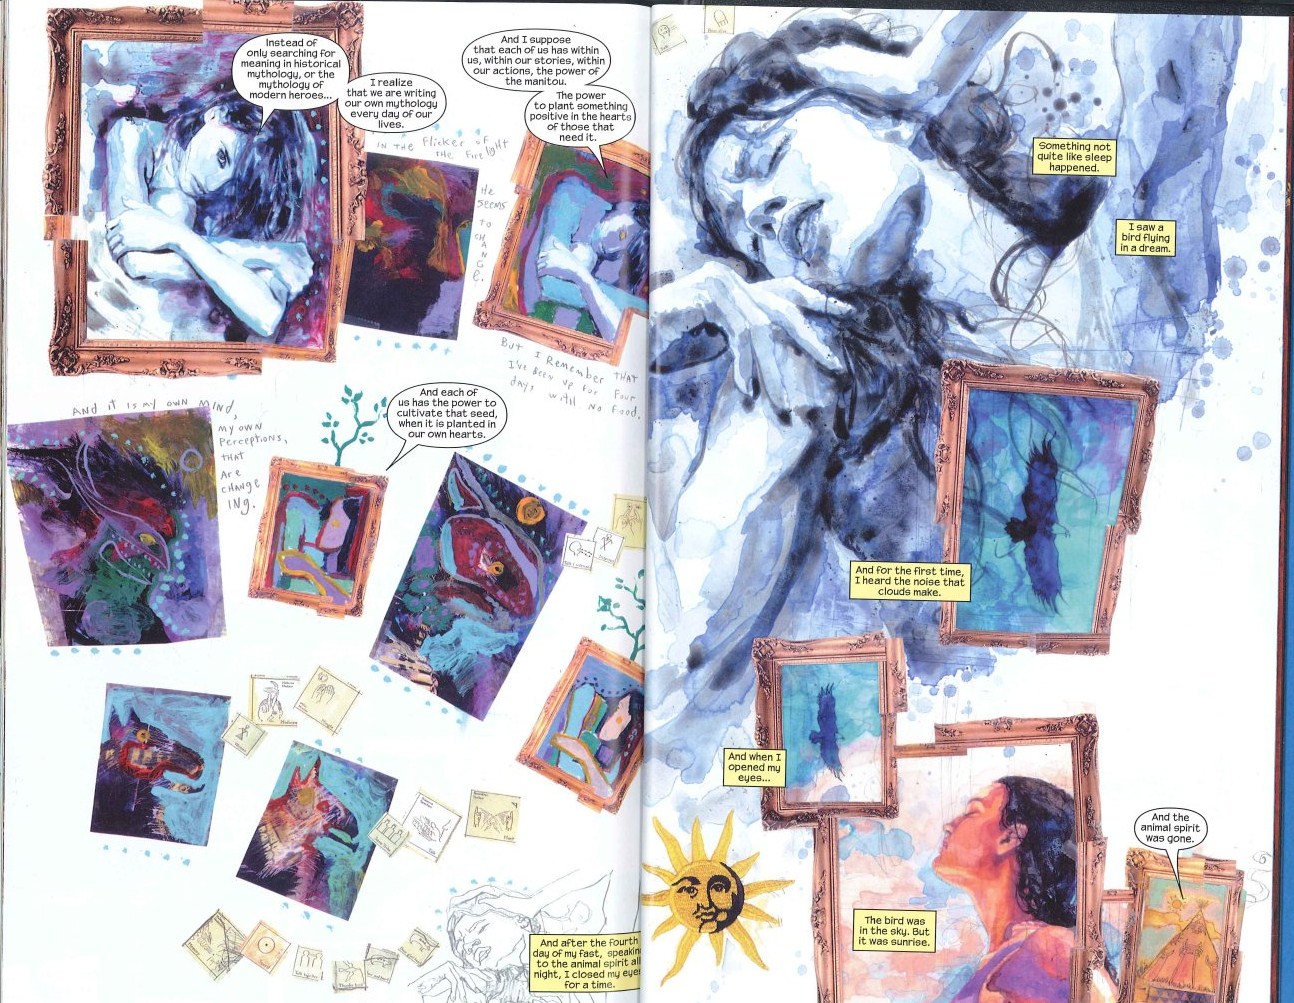 Instead of
only searching for
meaning in historical
mythology, or the
mythology of
modern heroes...
I realize
that we are writing
our own mythology
every day of our
lives.
And I suppose
that each of us has within
us, within our stories, within
our actions, the power of
the manitou.
The power
to plant something
positive in the hearts
of those that
need it.
IN THE FLICKER OF
THE FIRELIGHT
He
SEEMS
TO
CHANGE.
BUT I REMEMBER THAT
I'VE BEEN UP FOR FOUR
DAYS WITH NO FOOD.
AND IT IS MY OWN MIND,
MY OWN
PERCEPTIONS,
THAT
ARE
CHANGE
ING.
And each of
us has the power to
cultivate that seed,
when it is planted in
our own hearts.
And after the fourth
day of my fast, speaking
to the animal spirit all
night, I closed my eyes
for a time.
Something not
quite like sleep
happened.
I saw a
bird flying
in a dream.
And for the first time,
I heard the noise that
clouds make.
And when I
opened my
eyes...
The bird was
in the sky. But
it was sunrise.
And the
animal spirit
was gone.